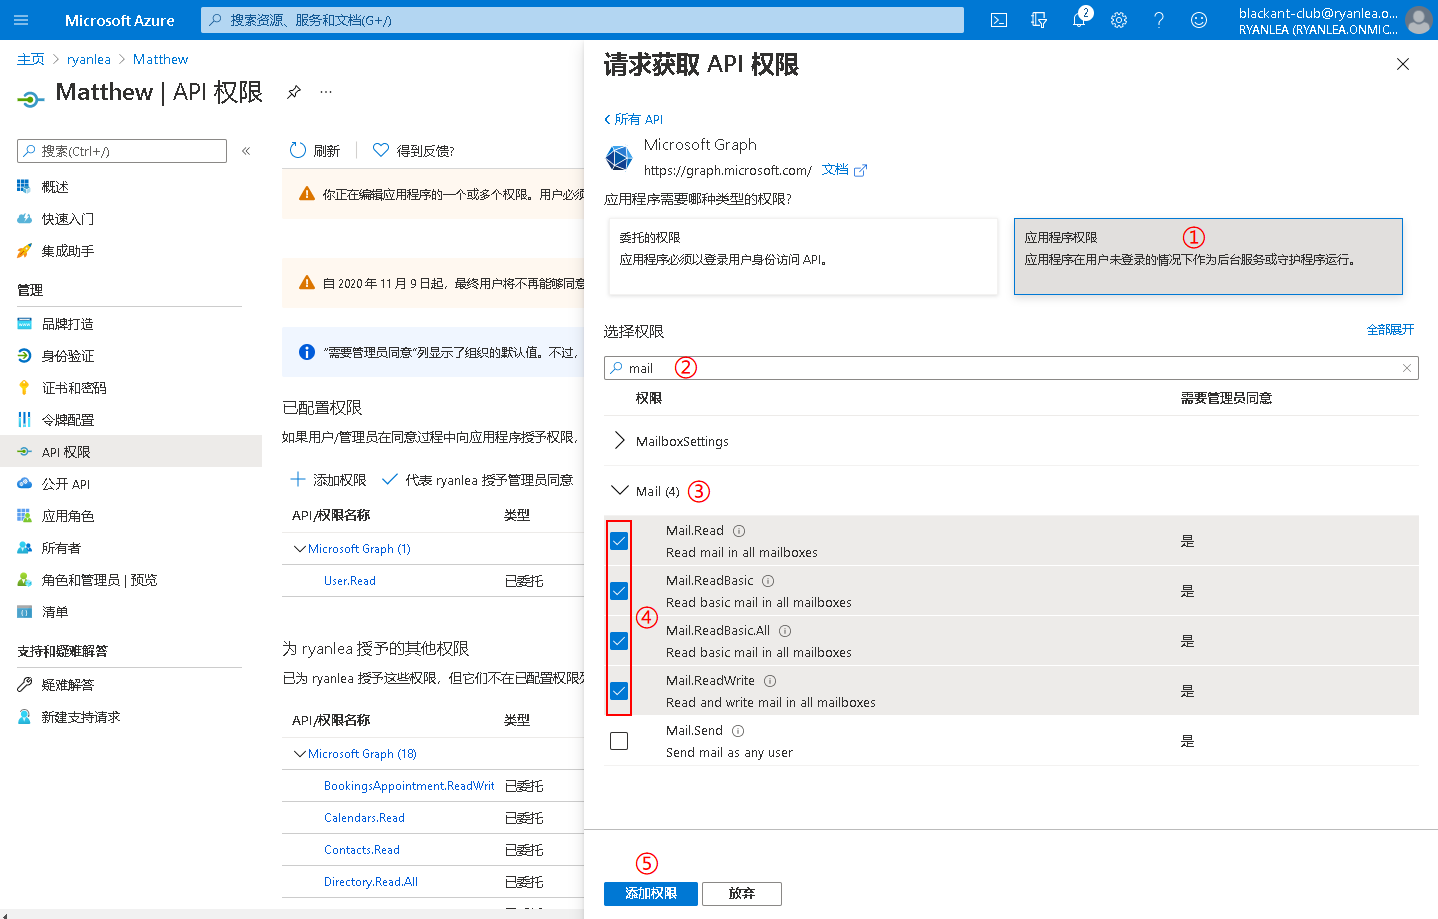 Microsoft Azure
搜索资源、服务和文档(G+/)
2
blackant-club@ryanlea.o...
RYANLEA (RYANLEA.ONMIC...
主页 > ryanlea > Matthew
Matthew | API 权限
...
搜索(Ctrl+/)
«
概述
快速入门
集成助手
管理
品牌打造
身份验证
证书和密码
令牌配置
API 权限
公开 API
应用角色
所有者
角色和管理员 | 预览
清单
支持和疑难解答
疑难解答
新建支持请求
刷新
得到反馈?
你正在编辑应用程序的一个或多个权限。用户必须
自 2020 年 11 月 9 日起，最终用户将不再能够同意
"需要管理员同意"列显示了组织的默认值。不过，
已配置权限
如果用户/管理员在同意过程中向应用程序授予权限，
添加权限
代表 ryanlea 授予管理员同意
API/权限名称 类型
Microsoft Graph (1)
User.Read 已委托
为 ryanlea 授予的其他权限
已为 ryanlea 授予这些权限，但它们不在已配置权限列
API/权限名称 类型
Microsoft Graph (18)
BookingsAppointment.ReadWrit 已委托
Calendars.Read 已委托
Contacts.Read 已委托
Directory.Read.All 已委托
请求获取 API 权限
所有 API
Microsoft Graph
https://graph.microsoft.com/ 文档
应用程序需要哪种类型的权限?
委托的权限
应用程序必须以登录用户身份访问 API。
应用程序权限 ①
应用程序在用户未登录的情况下作为后台服务或守护程序运行。
选择权限
全部展开
mail ②
权限 需要管理员同意
MailboxSettings
Mail (4) ③
Mail.Read
Read mail in all mailboxes
是
Mail.ReadBasic
Read basic mail in all mailboxes
是
④
Mail.ReadBasic.All
Read basic mail in all mailboxes
是
Mail.ReadWrite
Read and write mail in all mailboxes
是
Mail.Send
Send mail as any user
是
⑤
添加权限
放弃